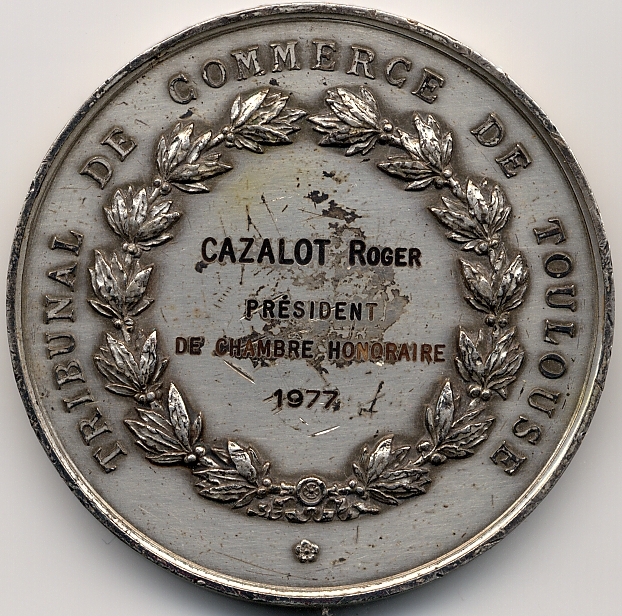 TRIBUNAL DE COMMERCE DE TOULOUSE
CAZALOT ROGER
PRÉSIDENT
DE CHAMBRE HONORAIRE
1977